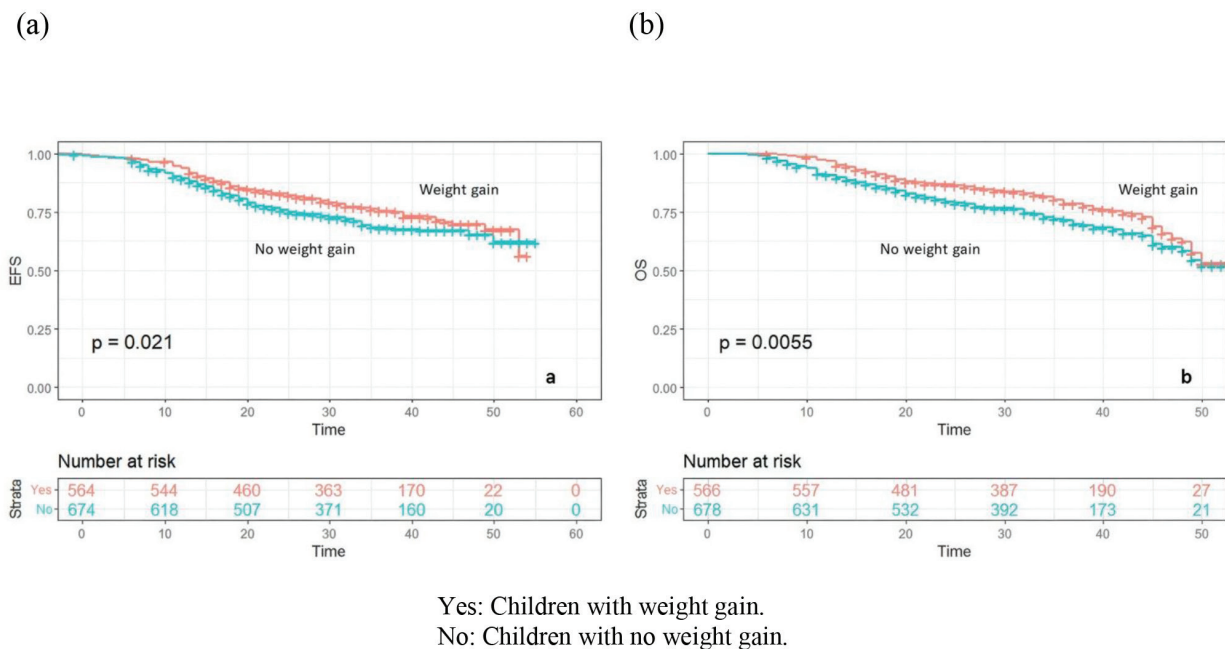 (a)
(b)
1.00
0.75
0.50
0.25
0.00
EFS
Weight gain
No weight gain
p = 0.021
a
0 10 20 30 40 50 60
Time
Number at risk
Strata
Yes 564 544 460 363 170 22 0
No 674 618 507 371 160 20 0
0 10 20 30 40 50 60
Time
1.00
0.75
0.50
0.25
0.00
OS
Weight gain
No weight gain
p = 0.0055
b
0 10 20 30 40 50
Time
Number at risk
Strata
Yes 566 557 481 387 190 27
No 678 631 532 392 173 21
0 10 20 30 40 50
Time
Yes: Children with weight gain.
No: Children with no weight gain.